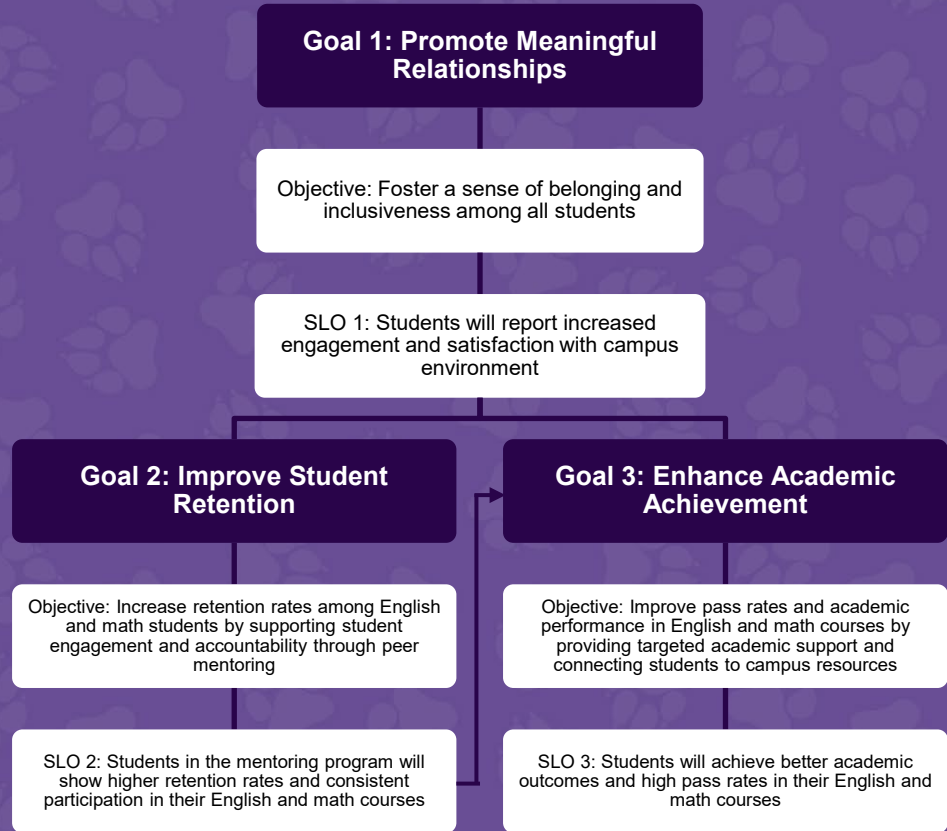 Goal 1: Promote Meaningful
Relationships
Objective: Foster a sense of belonging and
inclusiveness among all students
SLO 1: Students will report increased
engagement and satisfaction with campus
environment
Goal 2: Improve Student
Retention
Objective: Increase retention rates among English
and math students by supporting student
engagement and accountability through peer
mentoring
SLO 2: Students in the mentoring program will
show higher retention rates and consistent
participation in their English and math courses
Goal 3: Enhance Academic
Achievement
Objective: Improve pass rates and academic
performance in English and math courses by
providing targeted academic support and
connecting students to campus resources
SLO 3: Students will achieve better academic
outcomes and high pass rates in their English and
math courses